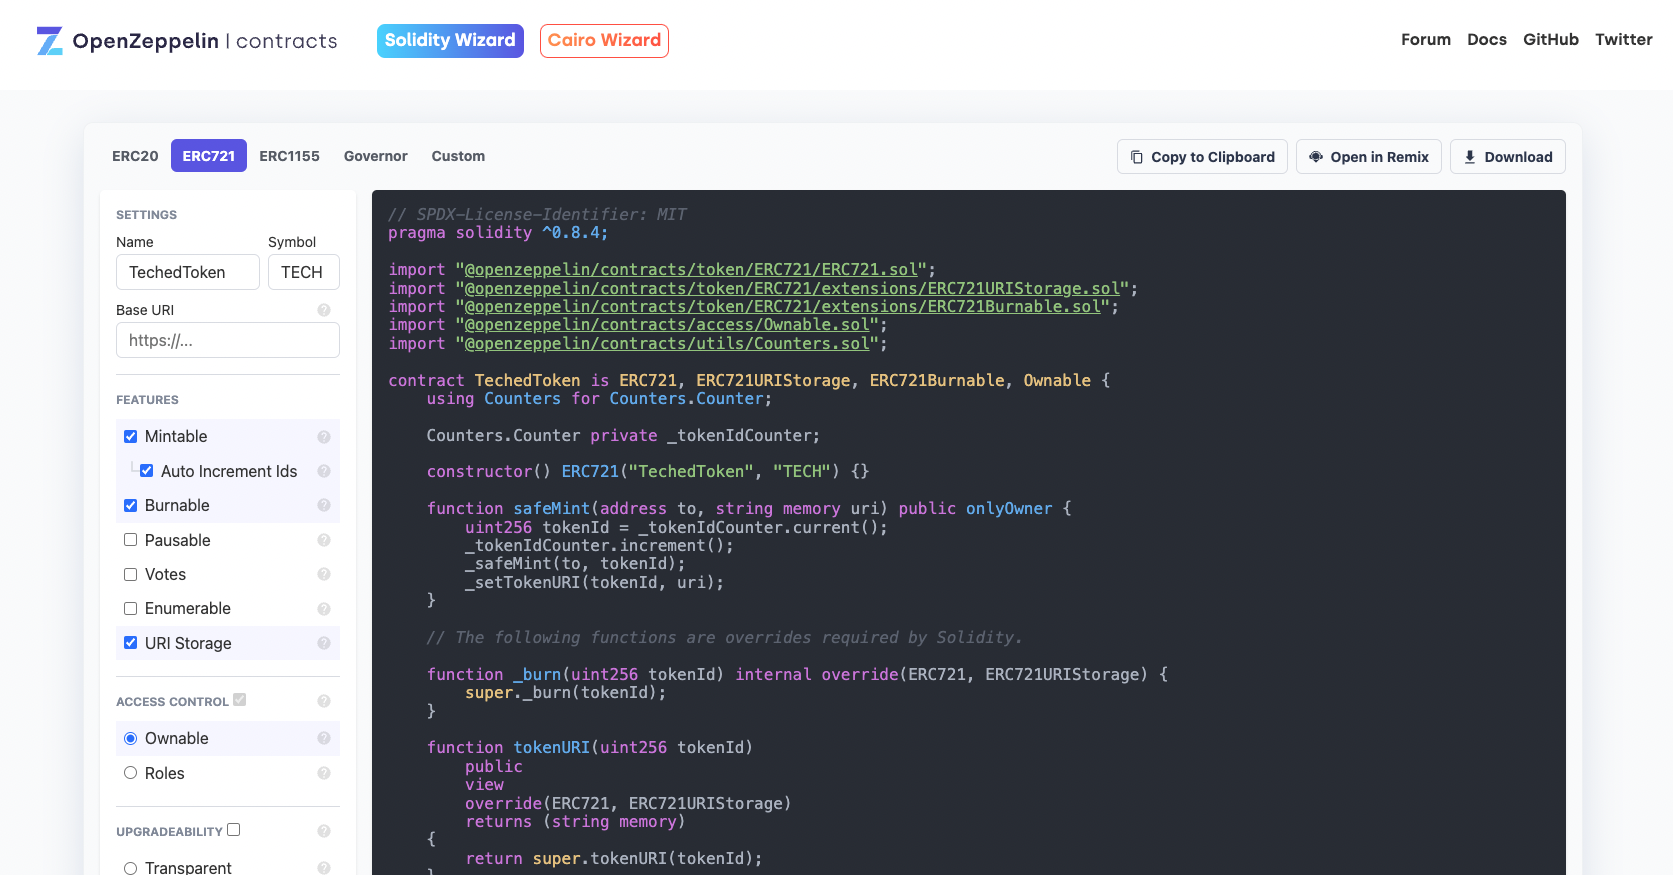 OpenZeppelin | contracts
Solidity Wizard
Cairo Wizard
Forum
Docs
GitHub
Twitter
ERC20
ERC721
ERC1155
Governor
Custom
Copy to Clipboard
Open in Remix
Download
SETTINGS
Name
Symbol
TechedToken
TECH
Base URI
?
https://...
FEATURES
Mintable ?
Auto Increment Ids ?
Burnable ?
Pausable ?
Votes ?
Enumerable ?
URI Storage ?
ACCESS CONTROL ?
Ownable ?
Roles ?
UPGRADEABILITY ?
Transparent ?
// SPDX-License-Identifier: MIT
pragma solidity ^0.8.4;
import "@openzeppelin/contracts/token/ERC721/ERC721.sol";
import "@openzeppelin/contracts/token/ERC721/extensions/ERC721URIStorage.sol";
import "@openzeppelin/contracts/token/ERC721/extensions/ERC721Burnable.sol";
import "@openzeppelin/contracts/access/Ownable.sol";
import "@openzeppelin/contracts/utils/Counters.sol";
contract TechedToken is ERC721, ERC721URIStorage, ERC721Burnable, Ownable {
using Counters for Counters.Counter;
Counters.Counter private _tokenIdCounter;
constructor() ERC721("TechedToken", "TECH") {}
function safeMint(address to, string memory uri) public onlyOwner {
uint256 tokenId = _tokenIdCounter.current();
_tokenIdCounter.increment();
_safeMint(to, tokenId);
_setTokenURI(tokenId, uri);
}
// The following functions are overrides required by Solidity.
function _burn(uint256 tokenId) internal override(ERC721, ERC721URIStorage) {
super._burn(tokenId);
}
function tokenURI(uint256 tokenId)
public
view
override(ERC721, ERC721URIStorage)
returns (string memory)
{
return super.tokenURI(tokenId);
}